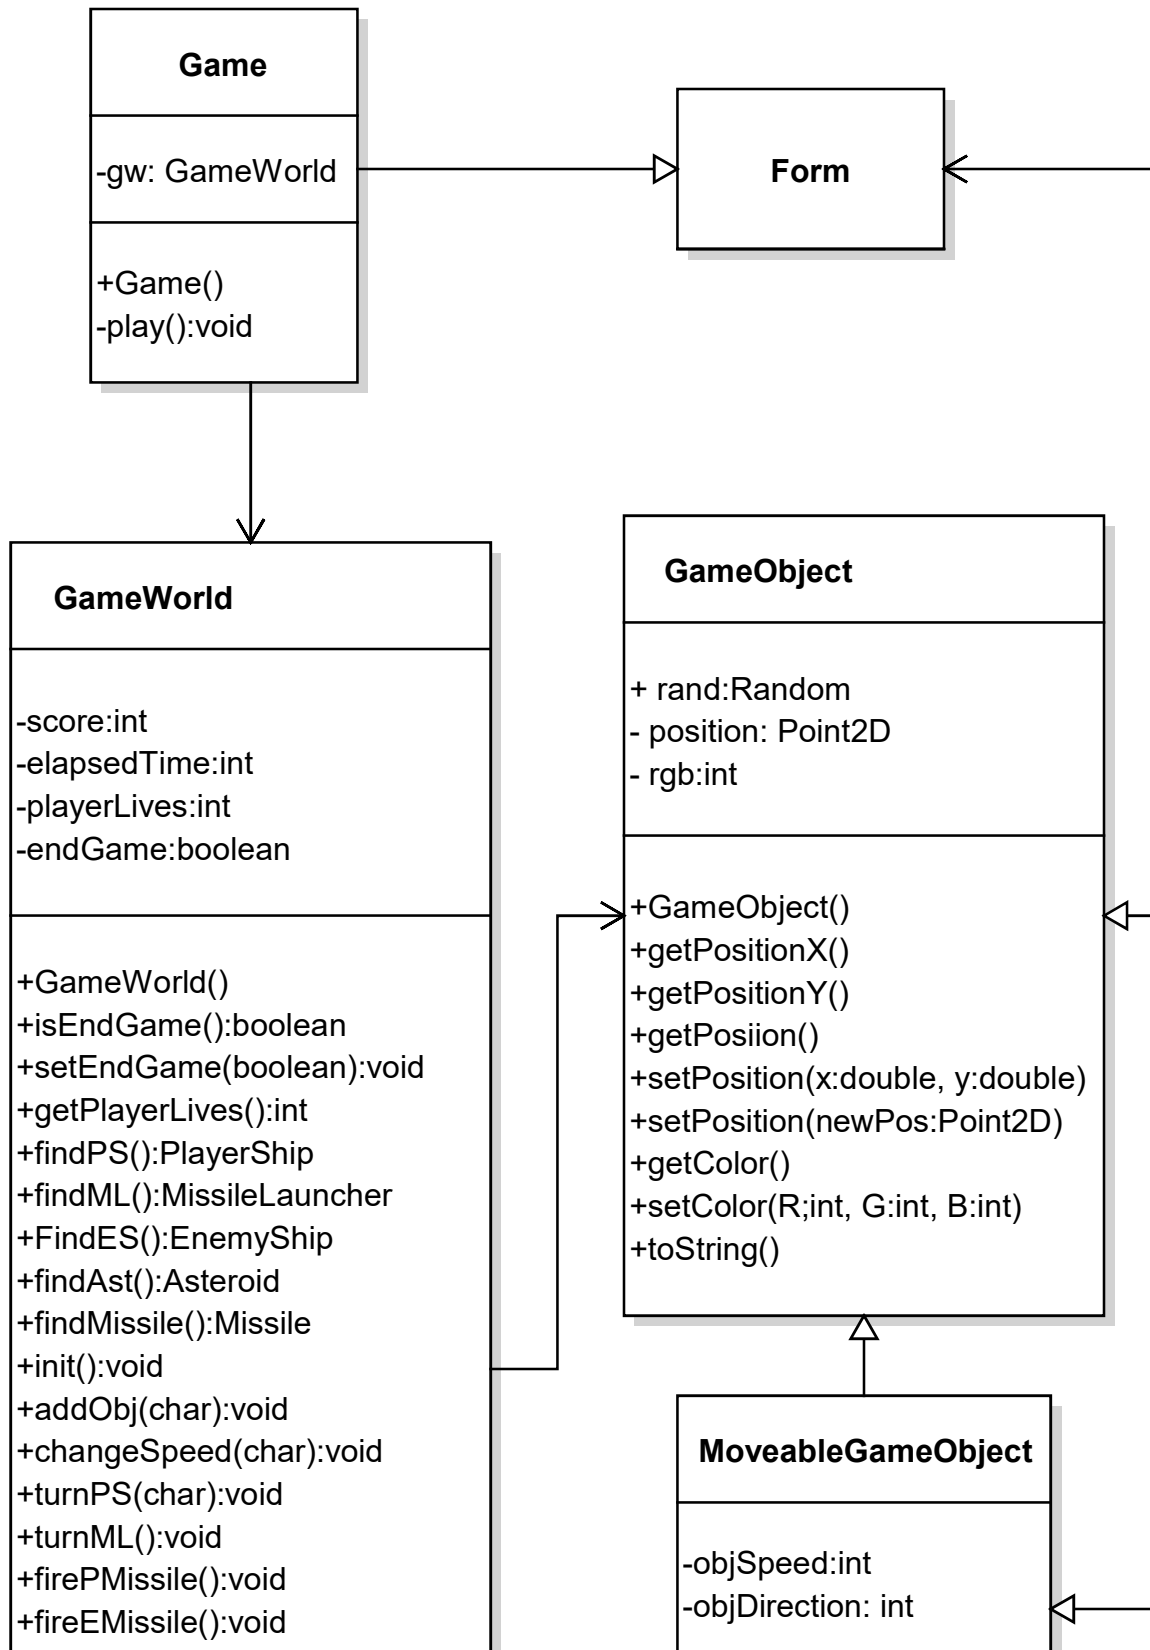 Game
-gw: GameWorld
+Game()
-play():void
Form
GameWorld
-score:int
-elapsedTime:int
-playerLives:int
-endGame:boolean
+GameWorld()
+isEndGame():boolean
+setEndGame(boolean):void
+getPlayerLives():int
+findPS():PlayerShip
+findML():MissileLauncher
+FindES():EnemyShip
+findAst():Asteroid
+findMissile():Missile
+init():void
+addObj(char):void
+changeSpeed(char):void
+turnPS(char):void
+turnML():void
+firePMissile():void
+fireEMissile():void
GameObject
+ rand:Random
- position: Point2D
- rgb:int
+GameObject()
+getPositionX()
+getPositionY()
+getPosiion()
+setPosition(x:double, y:double)
+setPosition(newPos:Point2D)
+getColor()
+setColor(R;int, G:int, B:int)
+toString()
MoveableGameObject
-objSpeed:int
-objDirection: int